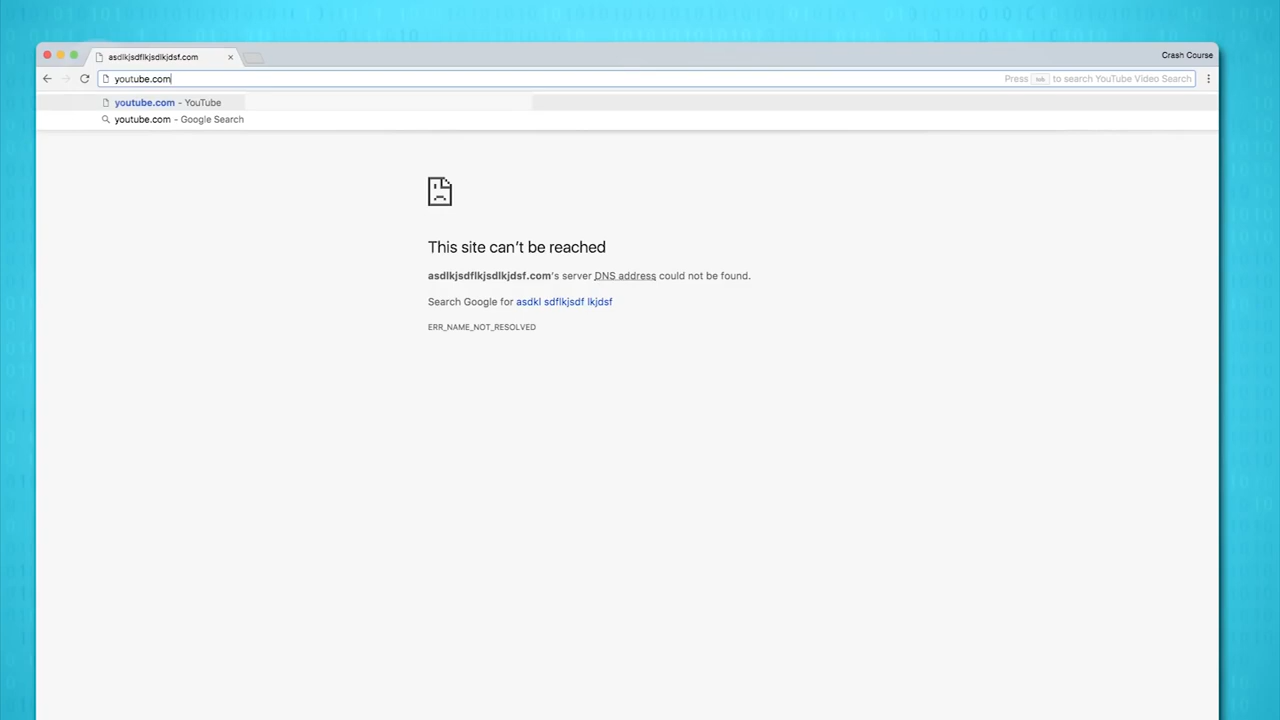 asdlkjsdflkjsdlkjdsf.com
Crash Course
youtube.com
Press tab to search YouTube Video Search
youtube.com - YouTube
youtube.com - Google Search
This site can't be reached
asdlkjsdflkjsdlkjdsf.com's server DNS address could not be found.
Search Google for asdkl sdflkjsdf lkjdsf
ERR_NAME_NOT_RESOLVED